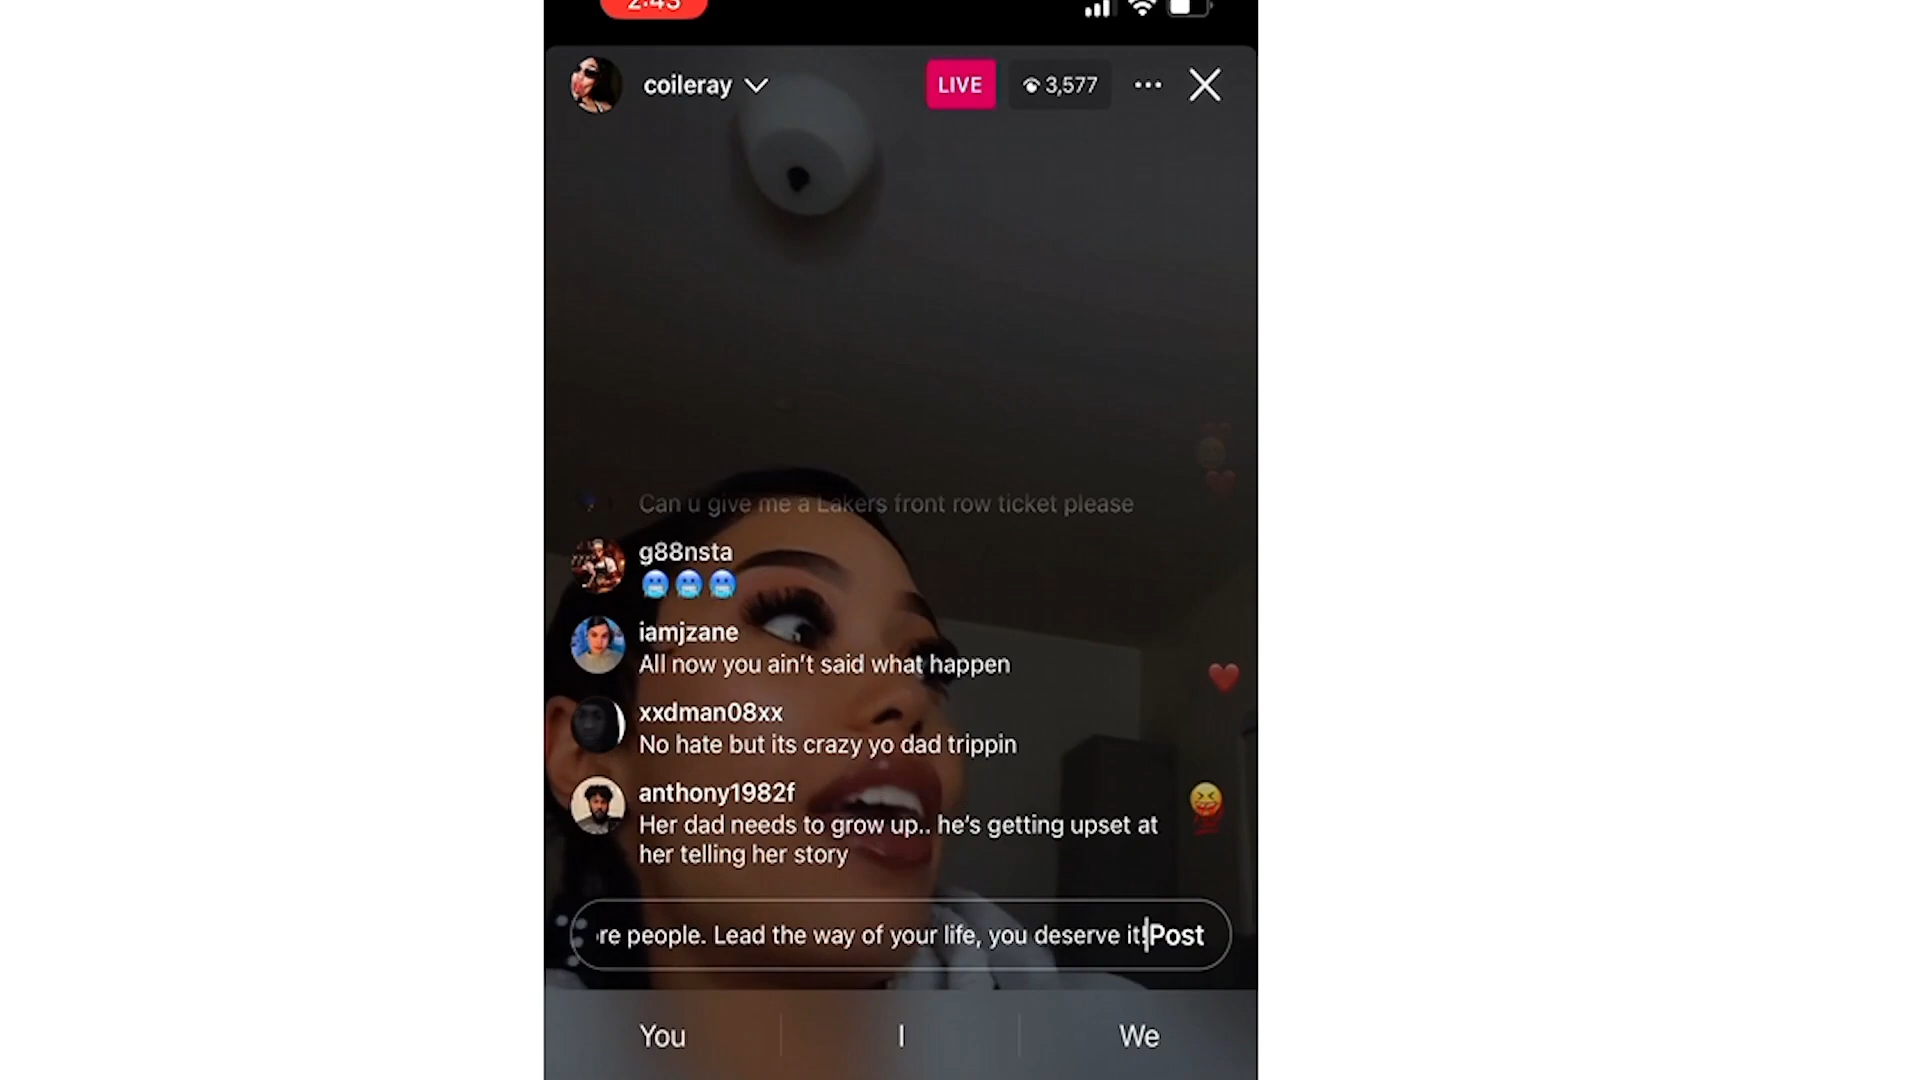 2:43
coileray
LIVE
3,577
Can u give me a Lakers front row ticket please
g88nsta
🥶🥶🥶
iamjzane
All now you ain’t said what happen
xxdman08xx
No hate but its crazy yo dad trippin
anthony1982f
Her dad needs to grow up.. he’s getting upset at
her telling her story
re people. Lead the way of your life, you deserve it! Post
You I We